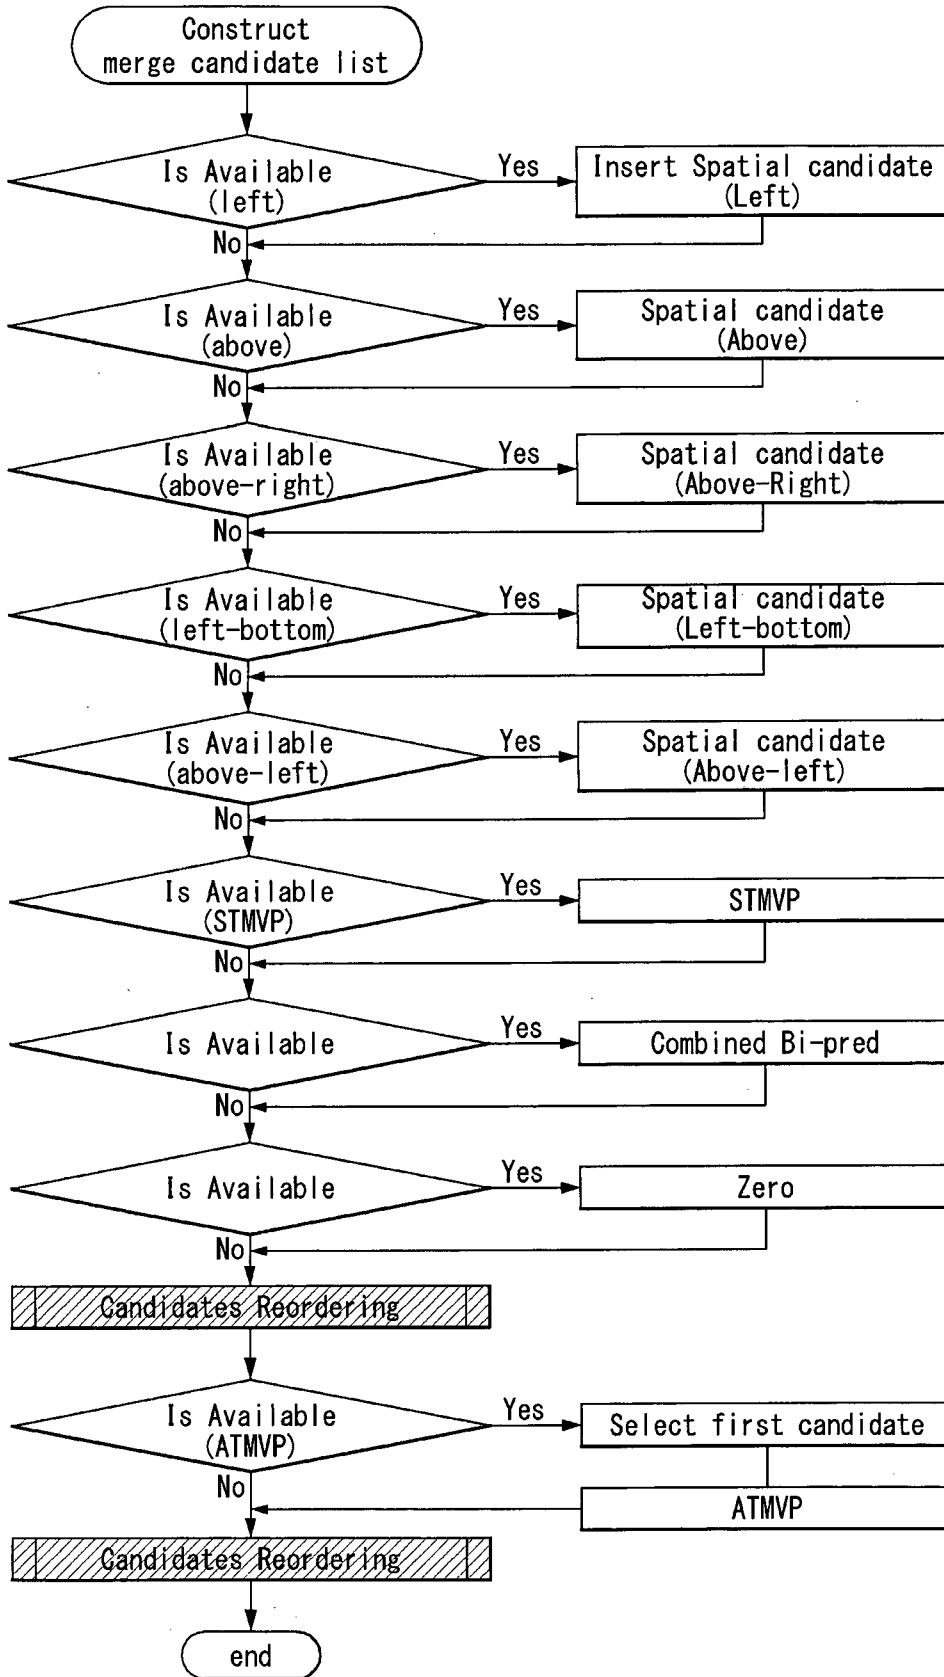 Construct
merge candidate list
Is Available
(left)
Yes
Insert Spatial candidate
(Left)
No
Is Available
(above)
Yes
Spatial candidate
(Above)
No
Is Available
(above-right)
Yes
Spatial candidate
(Above-Right)
No
Is Available
(left-bottom)
Yes
Spatial candidate
(Left-bottom)
No
Is Available
(above-left)
Yes
Spatial candidate
(Above-left)
No
Is Available
(STMVP)
Yes
STMVP
No
Is Available
Yes
Combined Bi-pred
No
Is Available
Yes
Zero
No
Candidates Reordering
Is Available
(ATMVP)
Yes
Select first candidate
No
ATMVP
Candidates Reordering
end